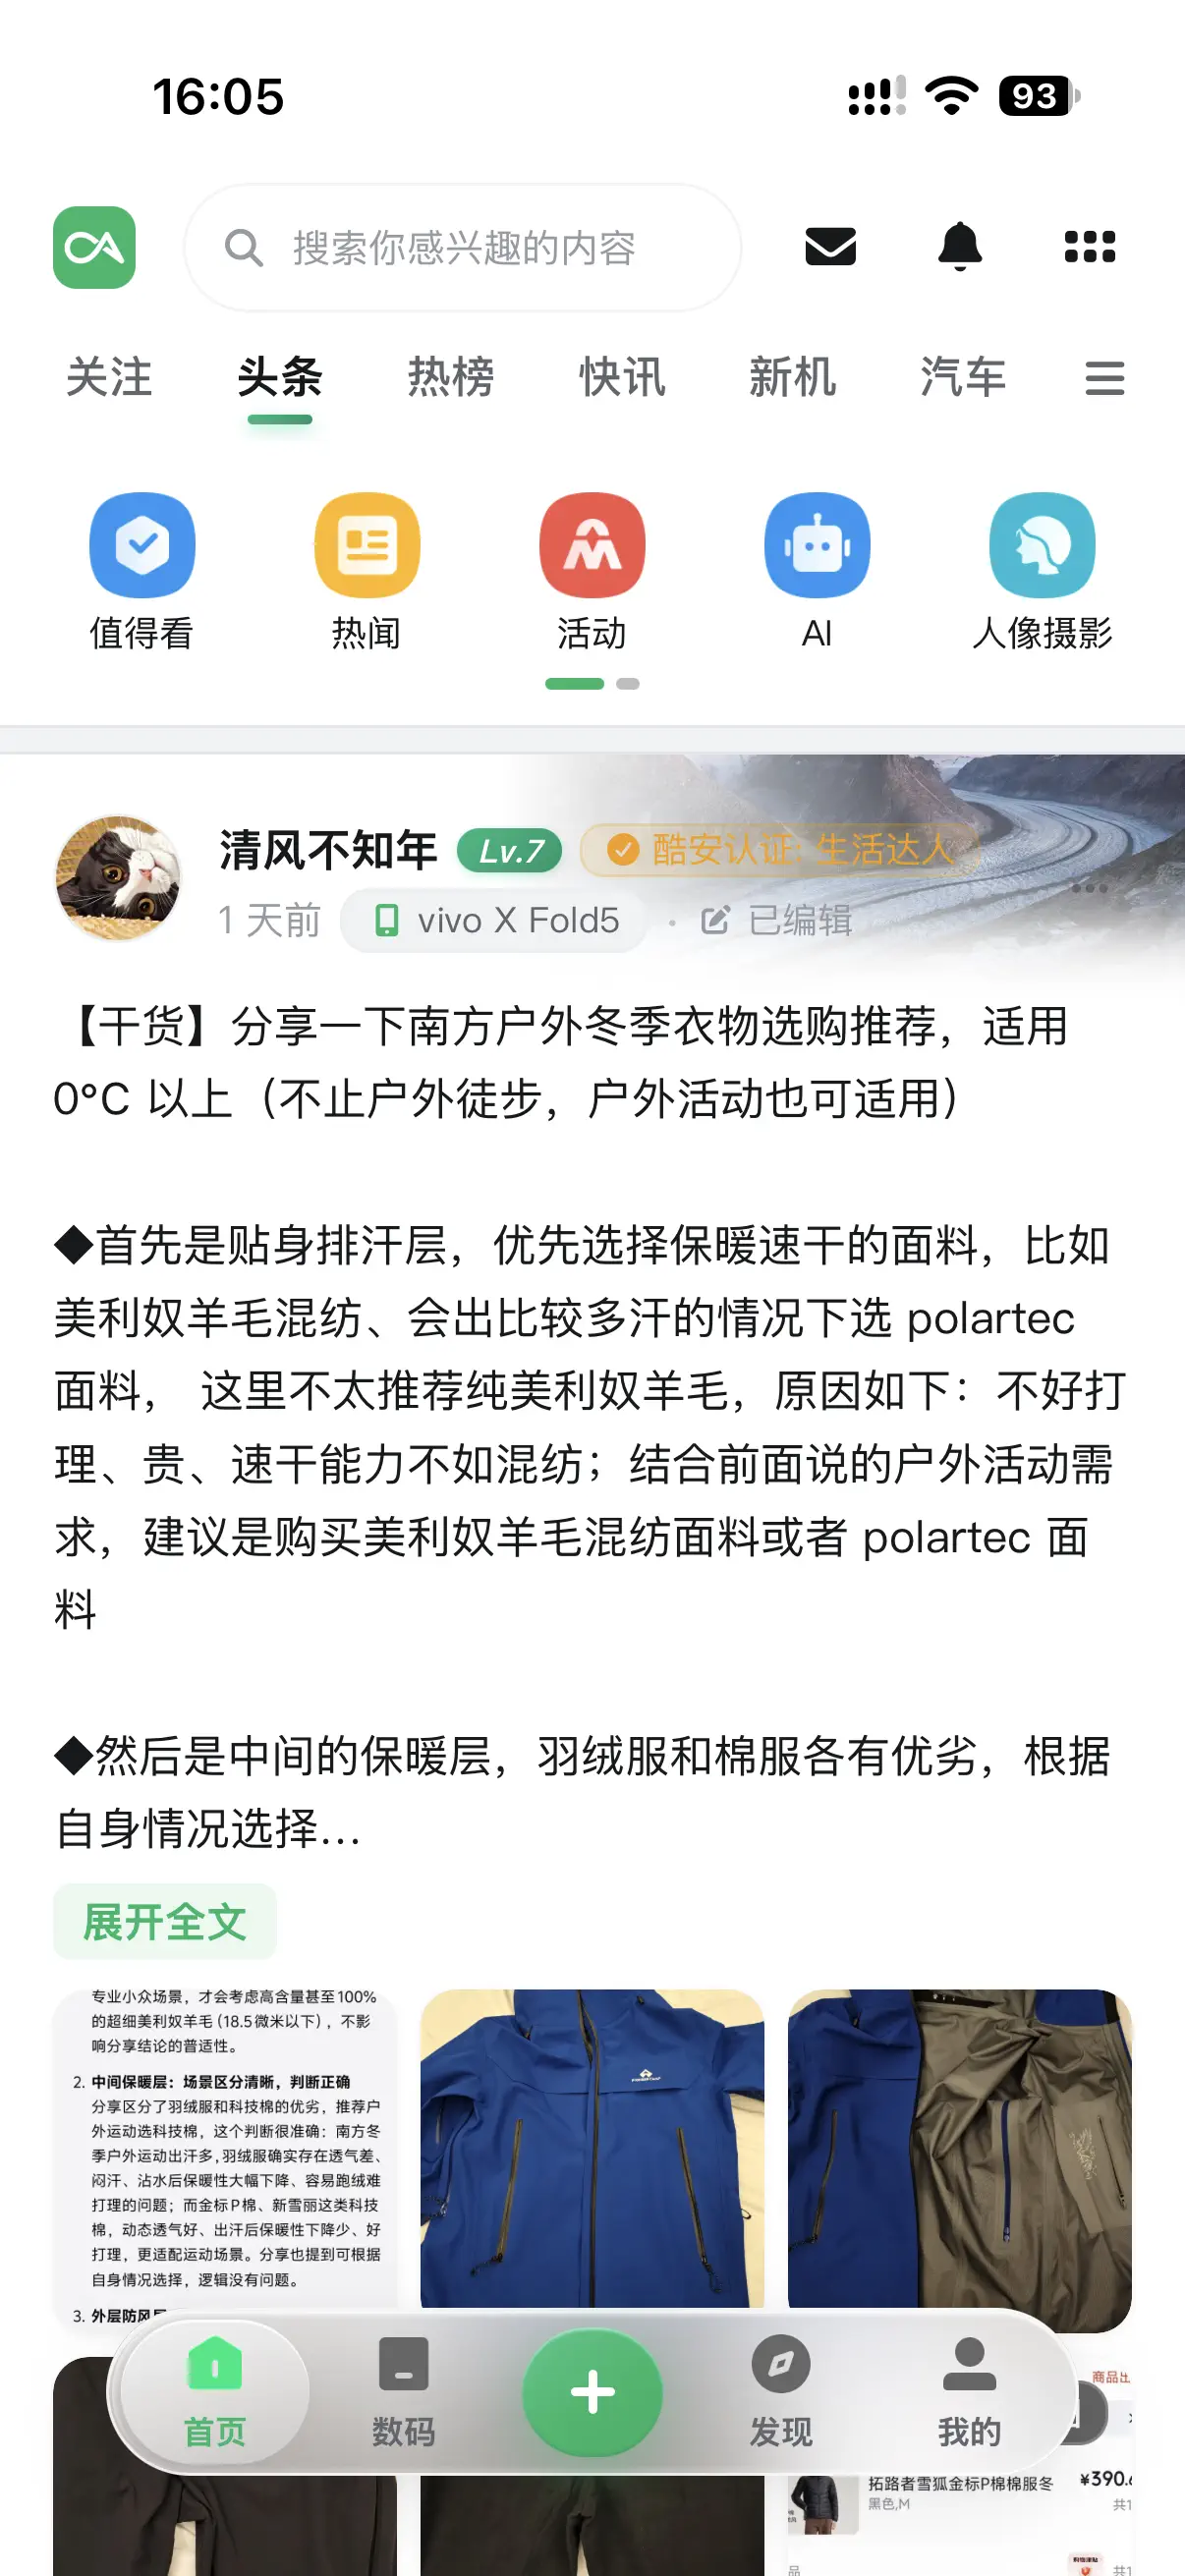 16:05
93
搜索你感兴趣的内容
关注 头条 热榜 快讯 新机 汽车
值得看 热闻 活动 AI 人像摄影
清风不知年 Lv.7 酷安认证: 生活达人
1 天前 vivo X Fold5 · 已编辑
【干货】分享一下南方户外冬季衣物选购推荐，适用
0°C 以上（不止户外徒步，户外活动也可适用）
◆首先是贴身排汗层，优先选择保暖速干的面料，比如
美利奴羊毛混纺、会出比较多汗的情况下选 polartec
面料， 这里不太推荐纯美利奴羊毛，原因如下：不好打
理、贵、速干能力不如混纺；结合前面说的户外活动需
求，建议是购买美利奴羊毛混纺面料或者 polartec 面
料
◆然后是中间的保暖层，羽绒服和棉服各有优劣，根据
自身情况选择...
展开全文
专业小众场景，才会考虑高含量甚至100%
的超细美利奴羊毛（18.5微米以下），不影
响分享结论的普适性。
2. 中间保暖层：场景区分清晰，判断正确
分享区分了羽绒服和科技棉的优劣，推荐户
外运动选科技棉，这个判断很准确：南方冬
季户外运动出汗多，羽绒服确实存在透气差、
闷汗、沾水后保暖性大幅下降、容易跑绒难
打理的问题；而金标P棉、新雪丽这类科技
棉，动态透气好、出汗后保暖性下降少、好
打理，更适配运动场景。分享也提到可根据
自身情况选择，逻辑没有问题。
3. 外层防风层
商品出
首页 数码 发现 我的
拓路者雪狐金标P棉棉服冬 ¥390.
黑色,M 共1
品 共1